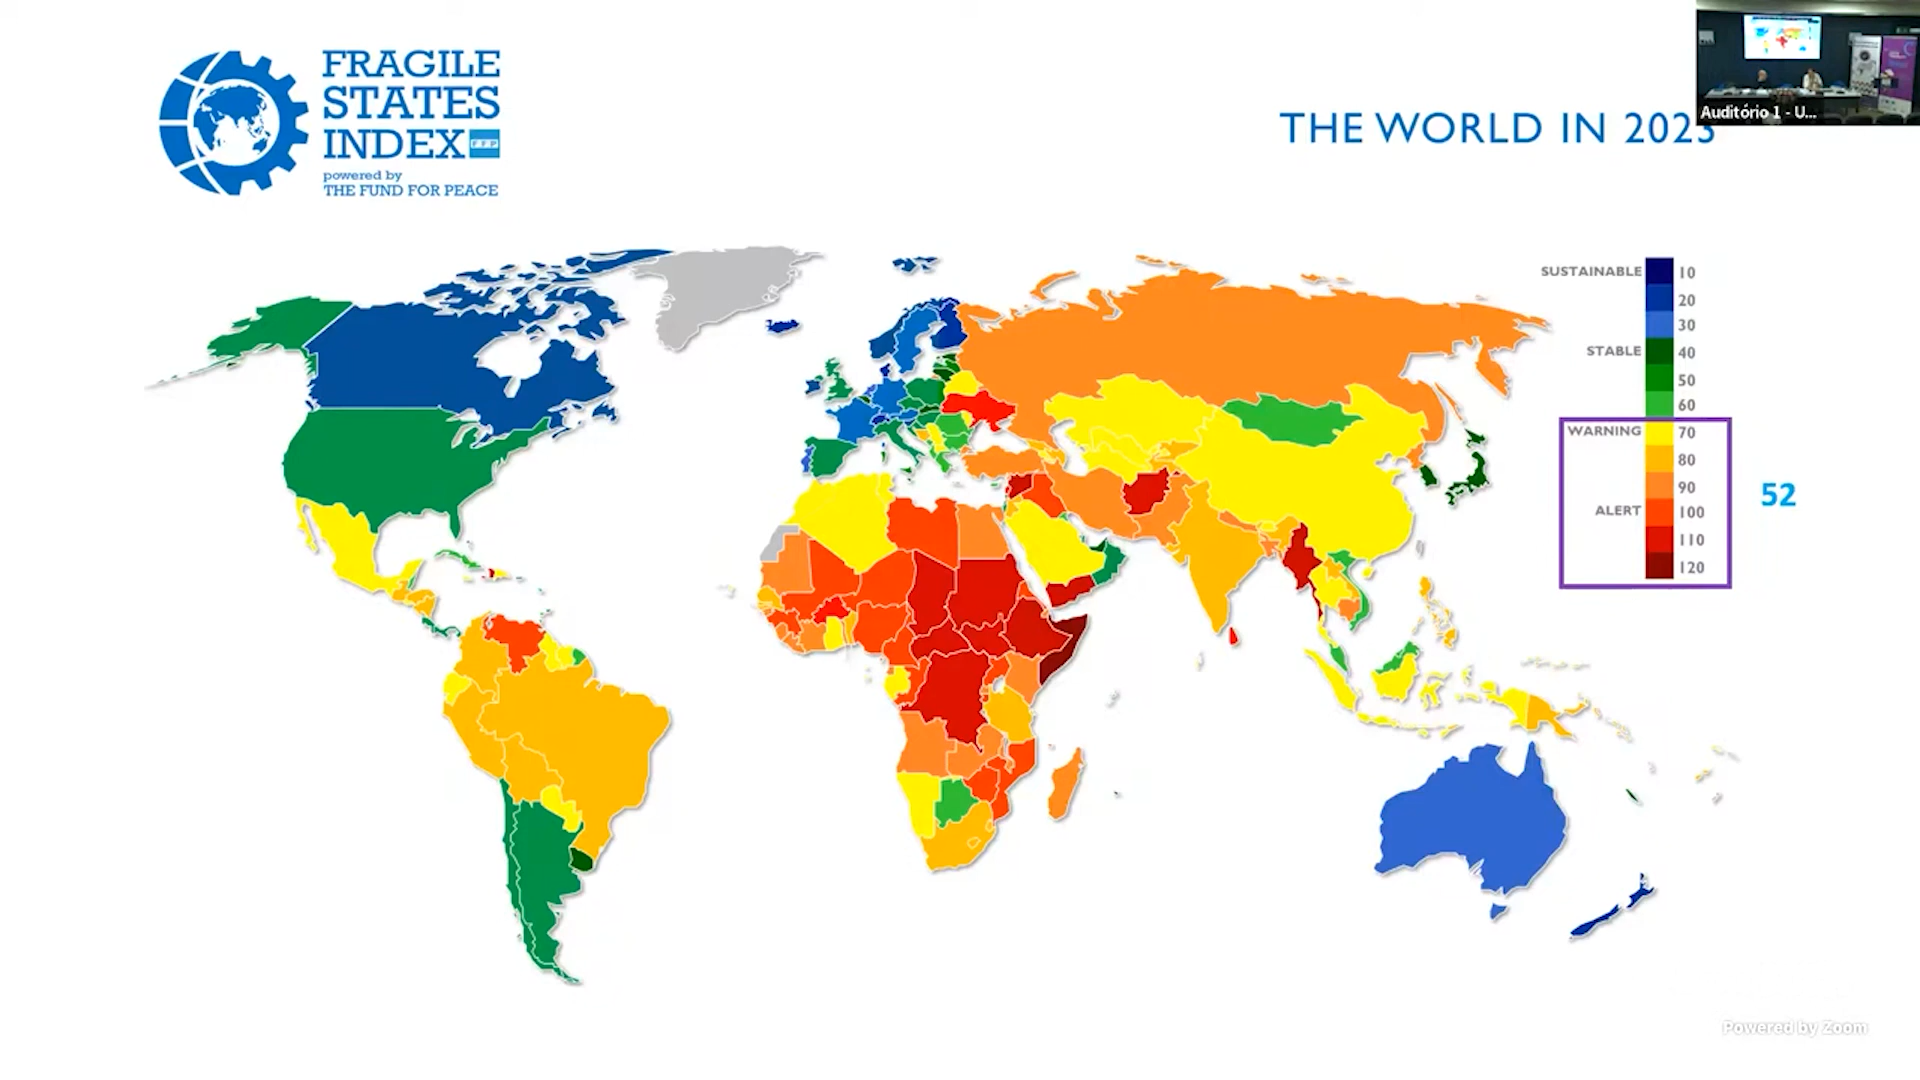 FRAGILE
STATES
INDEX FFP
powered by
THE FUND FOR PEACE
THE WORLD IN 2023
Auditório 1 - U...
SUSTAINABLE 10
20
30
STABLE 40
50
60
WARNING 70
80
90
ALERT 100
110
120
52
Powered by Zoom